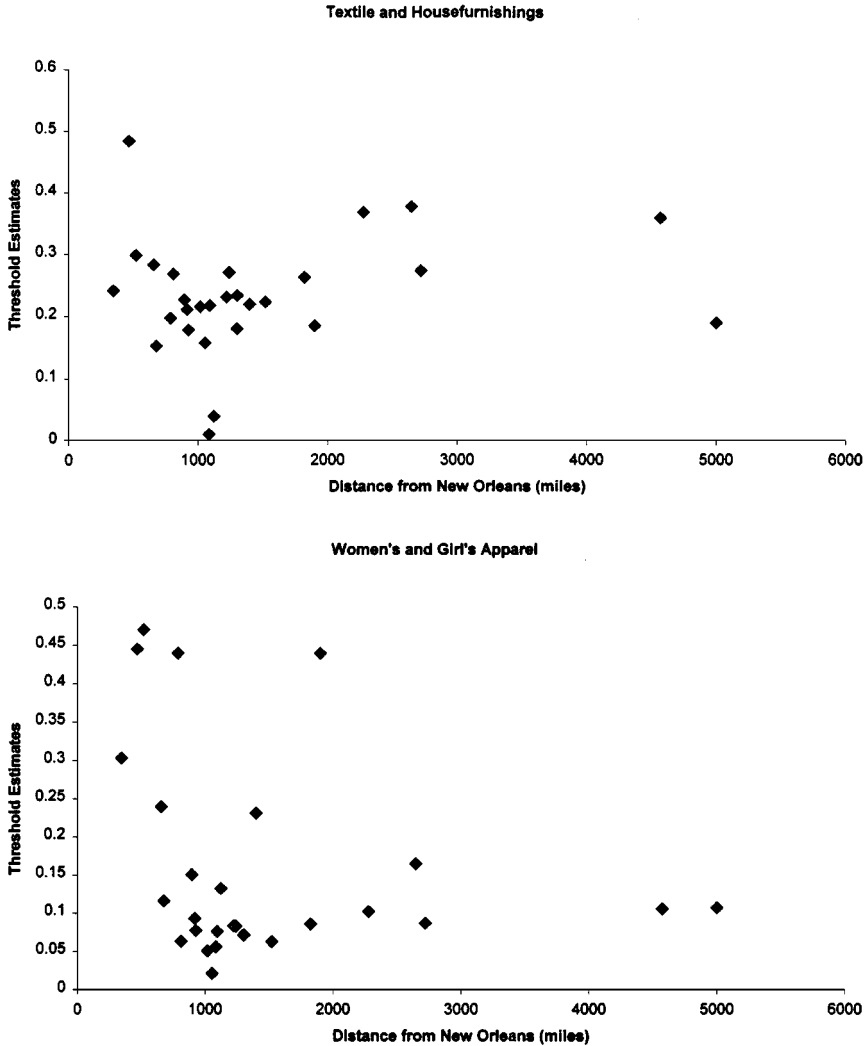 Textile and Housefurnishings
0.6
0.5
0.4
0.3
0.2
0.1
0
Threshold Estimates
0 1000 2000 3000 4000 5000 6000
Distance from New Orleans (miles)
Women's and Girl's Apparel
0.5
0.45
0.4
0.35
0.3
0.25
0.2
0.15
0.1
0.05
0
Threshold Estimates
0 1000 2000 3000 4000 5000 6000
Distance from New Orleans (miles)